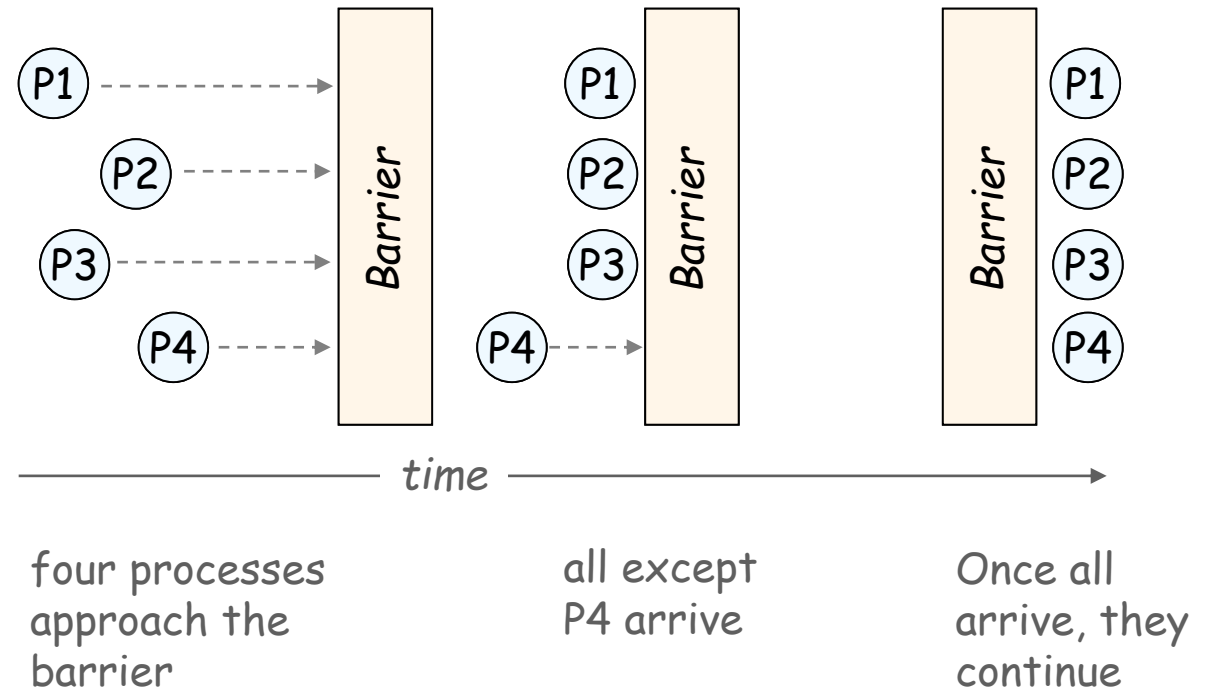 P1
P2
P3
P4
Barrier
P1
P2
P3
P4
Barrier
Barrier
P1
P2
P3
P4
time
four processes
approach the
barrier
all except
P4 arrive
Once all
arrive, they
continue